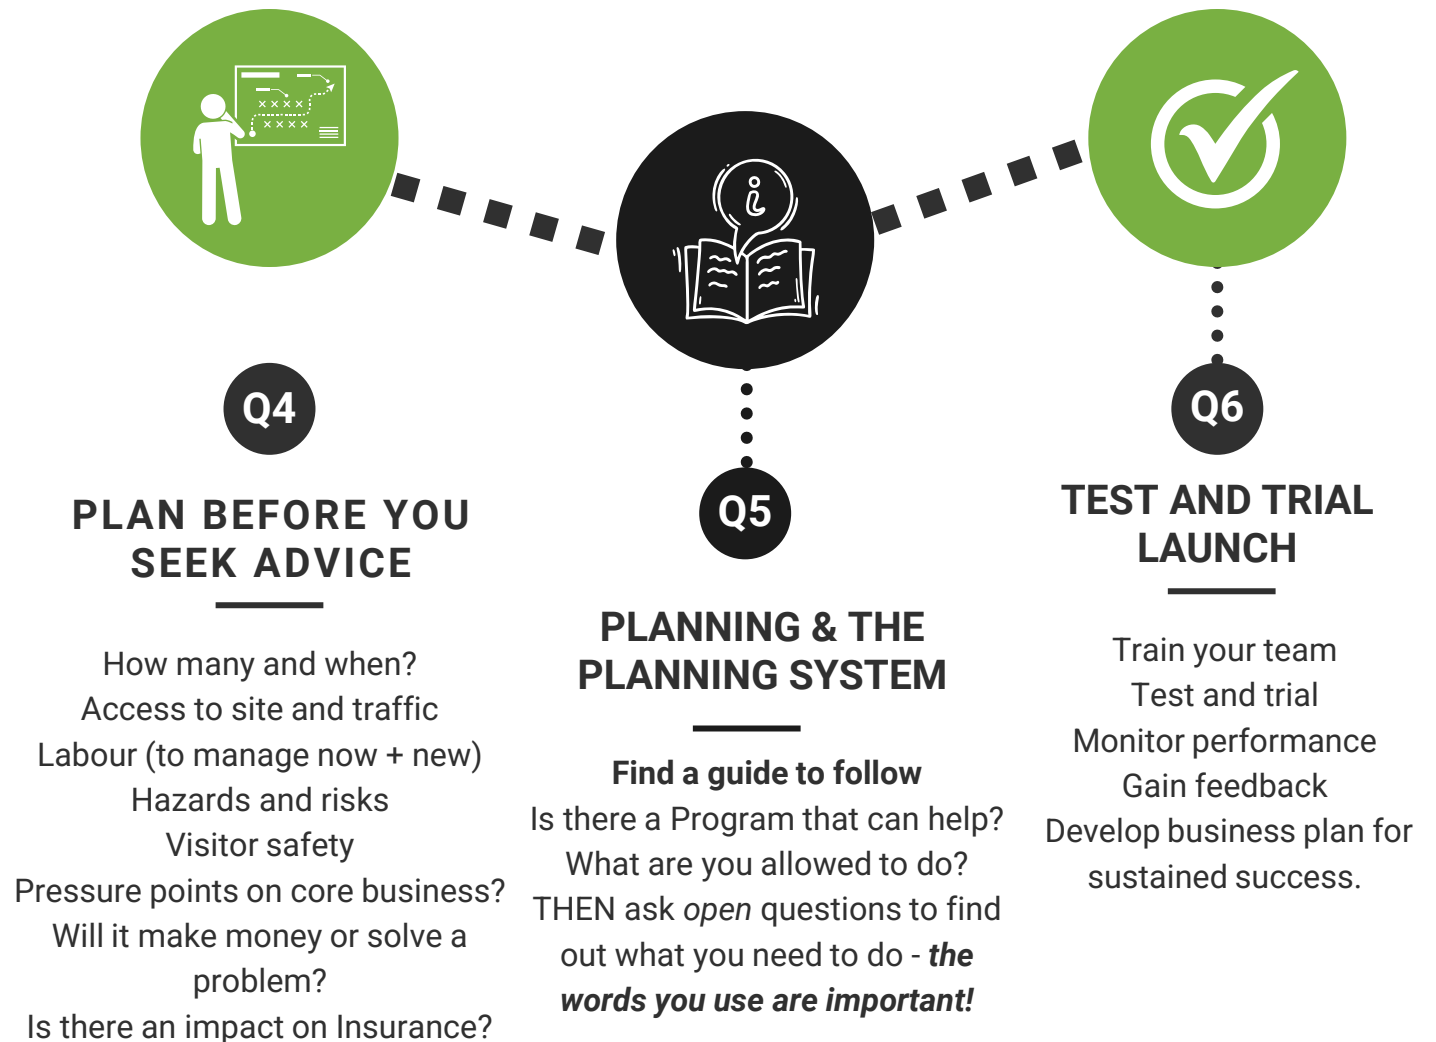 Q4
PLAN BEFORE YOU
SEEK ADVICE
How many and when?
Access to site and traffic
Labour (to manage now + new)
Hazards and risks
Visitor safety
Pressure points on core business?
Will it make money or solve a
problem?
Is there an impact on Insurance?
i
Q5
PLANNING & THE
PLANNING SYSTEM
Find a guide to follow
Is there a Program that can help?
What are you allowed to do?
THEN ask open questions to find
out what you need to do - the
words you use are important!
Q6
TEST AND TRIAL
LAUNCH
Train your team
Test and trial
Monitor performance
Gain feedback
Develop business plan for
sustained success.